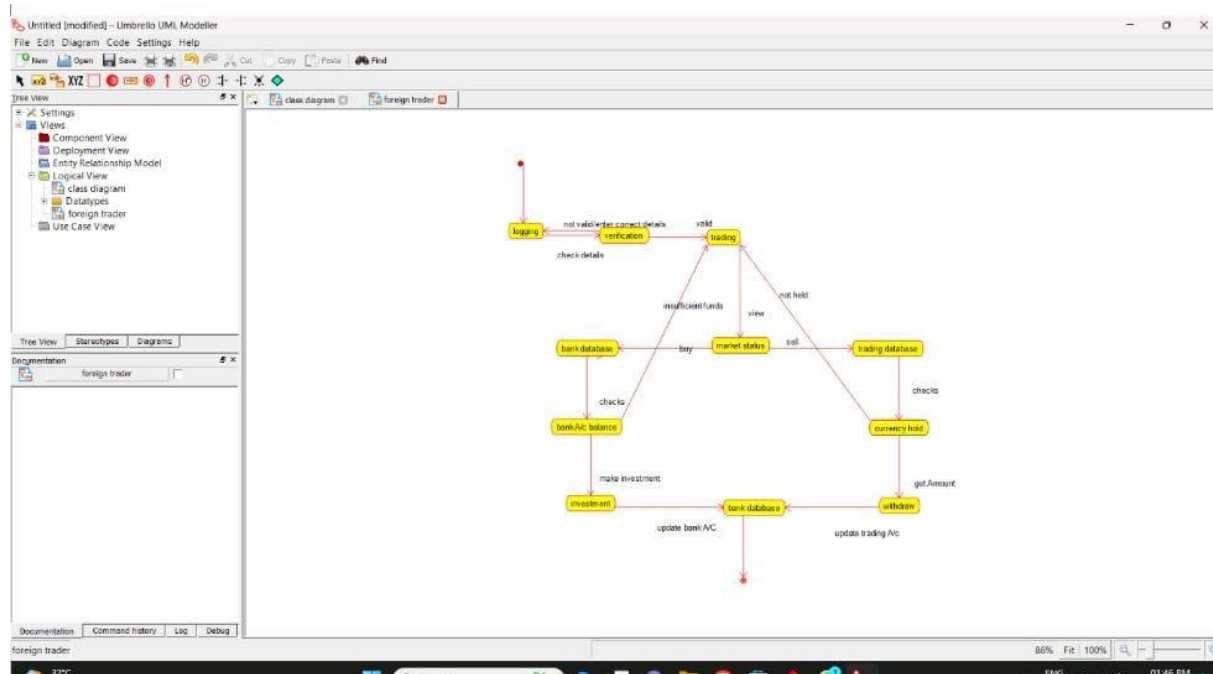 Untitled [modified] – Umbrello UML Modeller
File Edit Diagram Code Settings Help
New Open Save Cut Copy Paste Find
XYZ
Tree View
class diagram foreign trader
Settings
Views
Component View
Deployment View
Entity Relationship Model
Logical View
class diagram
Datatypes
foreign trader
Use Case View
Tree View Stereotypes Diagrams
Documentation
foreign trader
Documentation Command history Log Debug
not valid/enter correct details valid
logging verification trading
check details
insufficient funds not held
view
bank database buy market status sell trading database
checks
checks
bank A/c balance currency hold
make investment got Amount
investment bank database withdraw
update bank A/C update trading A/c
foreign trader 86% Fit 100%
32°C ENG 01:46 PM